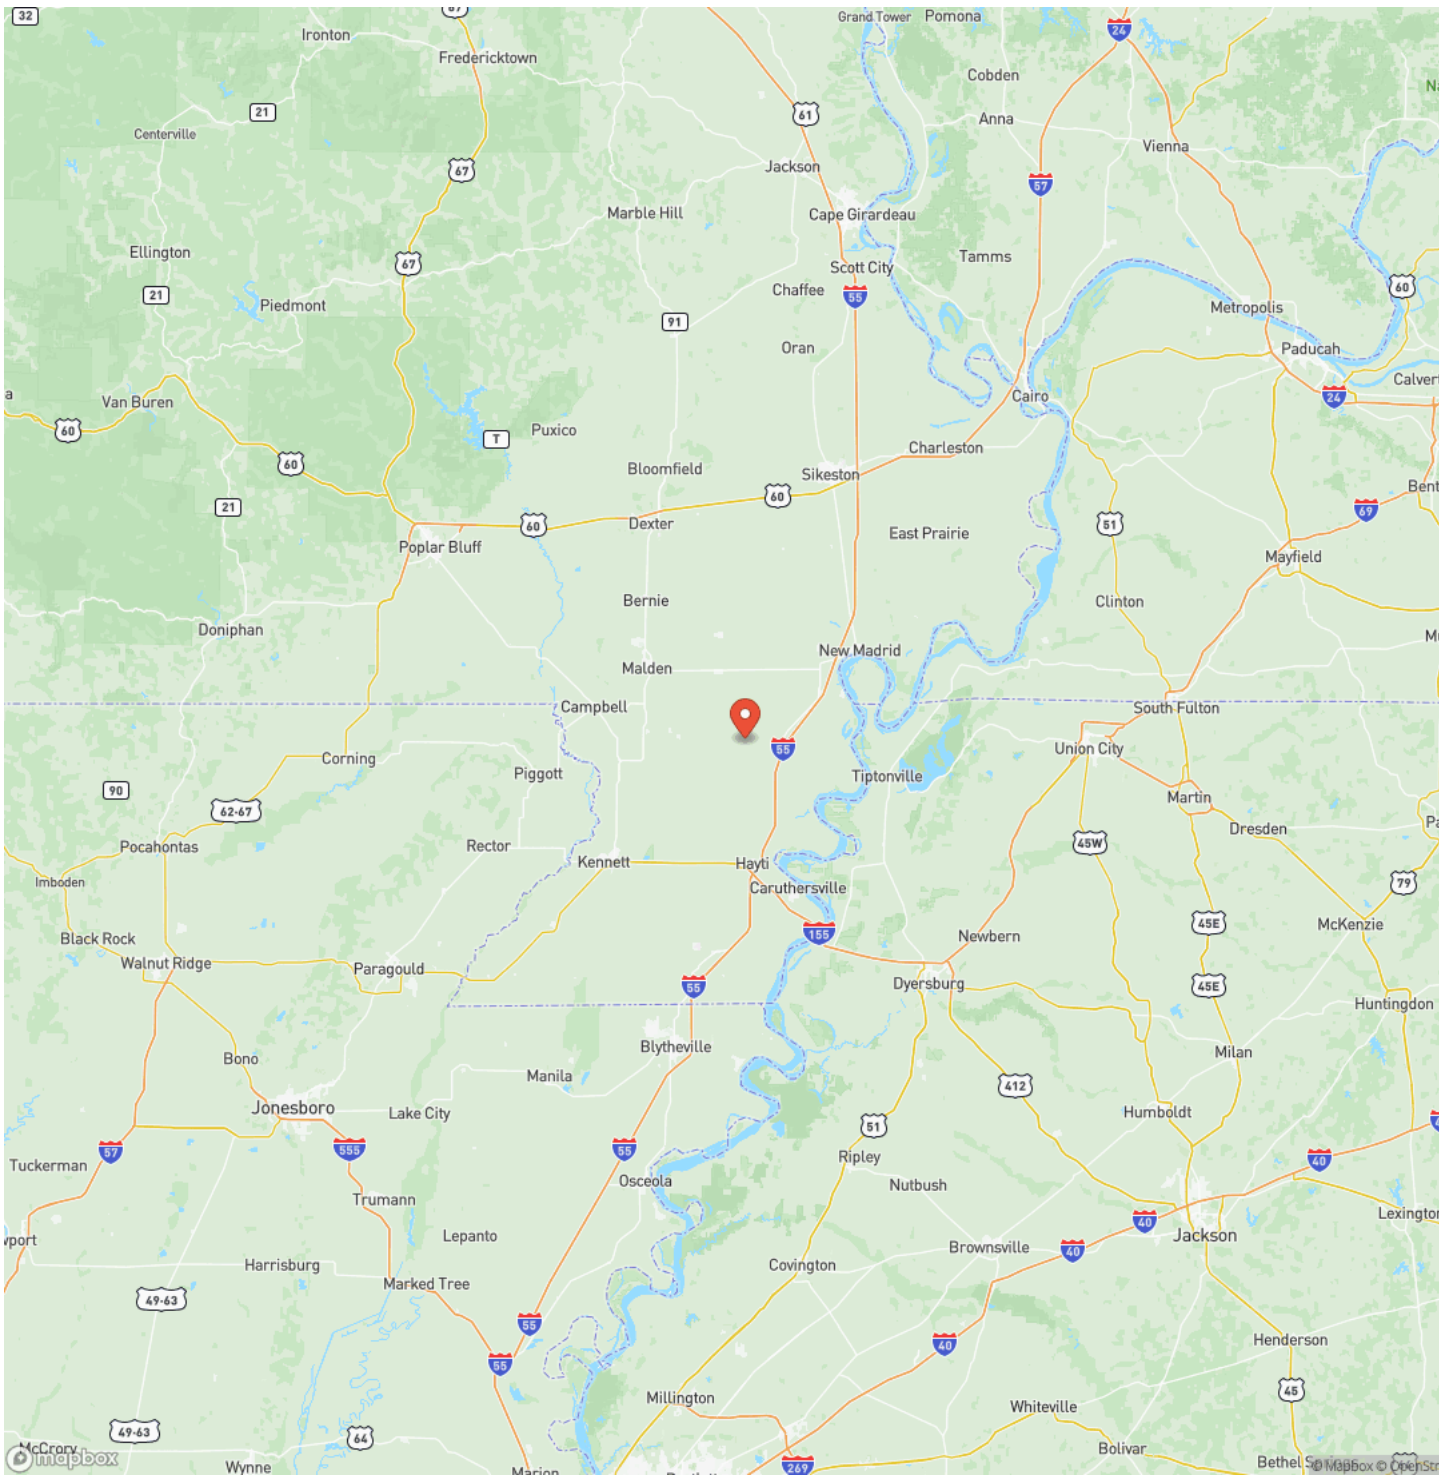 32
67
Grand Tower
Pomona
24
Ironton
Fredericktown
Cobden
21
61
Anna
Centerville
Vienna
67
Jackson
57
Marble Hill
Cape Girardeau
Ellington
67
Scott City
Tamms
21
Chaffee
55
60
Piedmont
91
Metropolis
Oran
Paducah
Calver
Van Buren
24
Cairo
60
T
Puxico
60
Bloomfield
Sikeston
Charleston
Bent
21
60
69
60
Dexter
51
East Prairie
Poplar Bluff
Mayfield
Bernie
Clinton
Doniphan
New Madrid
Malden
Campbell
South Fulton
55
Union City
Corning
Piggott
Tiptonville
90
62-67
Martin
Dresden
Pocahontas
Rector
45W
Kennett
Hayti
Imboden
Caruthersville
79
45E
McKenzie
Black Rock
155
Newbern
Walnut Ridge
Paragould
Dyersburg
55
45E
Huntingdon
Bono
Blytheville
Milan
Manila
412
Jonesboro
Lake City
Humboldt
51
57
555
55
Ripley
40
Tuckerman
Osceola
Nutbush
Trumann
Lexington
40
Jackson
Lepanto
Brownsville
40
Harrisburg
Covington
Marked Tree
49-63
55
40
Henderson
55
45
Millington
Whiteville
49-63
64
McCrory
mapbox
Bolivar
Wynne
Marion
269
Bethel Springs
© Mapbox © OpenStr